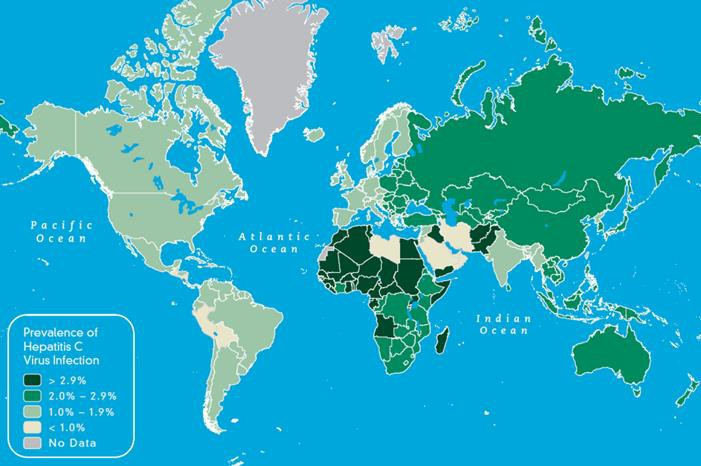 Pacific
Ocean
Atlantic
Ocean
Indian
Ocean
Prevalence of
Hepatitis C
Virus Infection
> 2.9%
2.0% – 2.9%
1.0% – 1.9%
< 1.0%
No Data